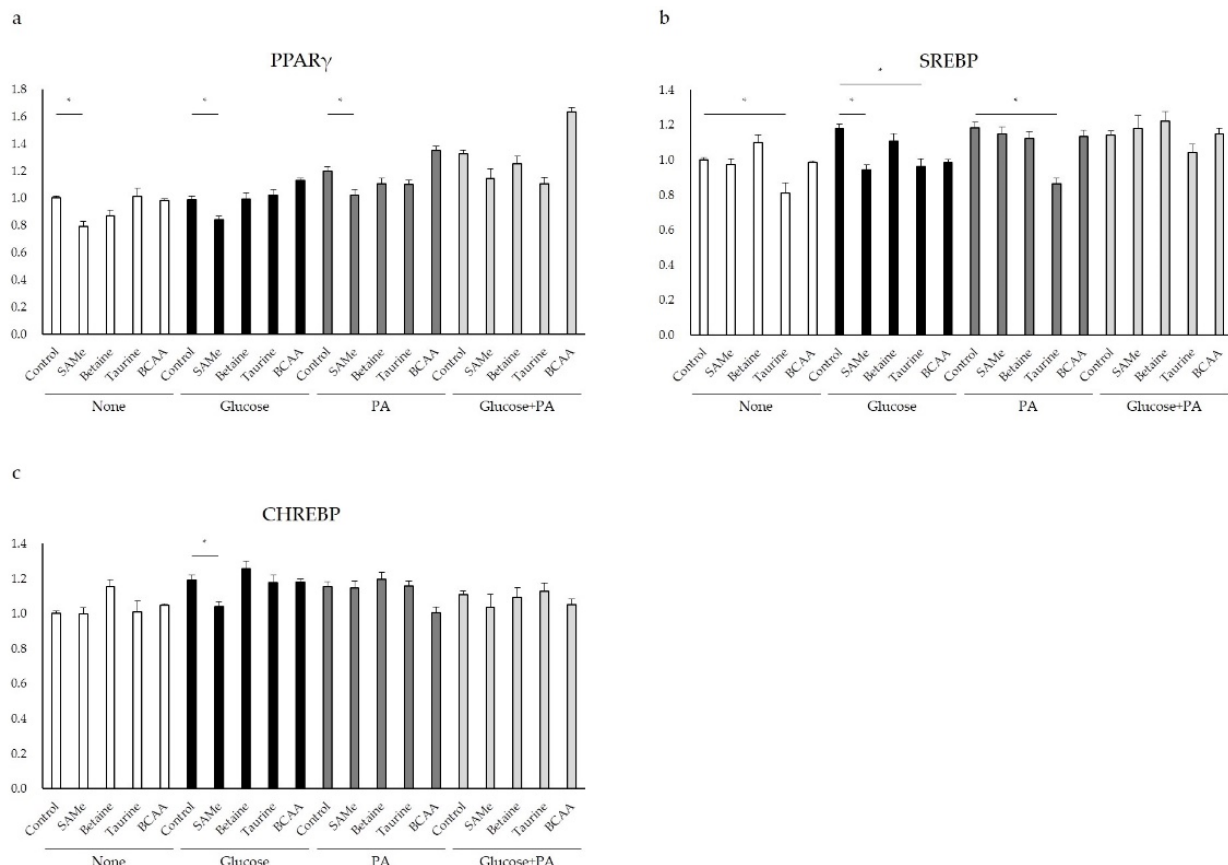 a
PPARγ
1.8
1.6
1.4
1.2
1.0
0.8
0.6
0.4
0.2
0.0
*
*
*
Control SAMe Betaine Taurine BCAA Control SAMe Betaine Taurine BCAA Control SAMe Betaine Taurine BCAA Control SAMe Betaine Taurine BCAA
None Glucose PA Glucose+PA
b
SREBP
1.4
1.2
1.0
0.8
0.6
0.4
0.2
0.0
*
*
*
*
Control SAMe Betaine Taurine BCAA Control SAMe Betaine Taurine BCAA Control SAMe Betaine Taurine BCAA Control SAMe Betaine Taurine BCAA
None Glucose PA Glucose+PA
c
CHREBP
1.4
1.2
1.0
0.8
0.6
0.4
0.2
0.0
*
Control SAMe Betaine Taurine BCAA Control SAMe Betaine Taurine BCAA Control SAMe Betaine Taurine BCAA Control SAMe Betaine Taurine BCAA
None Glucose PA Glucose+PA